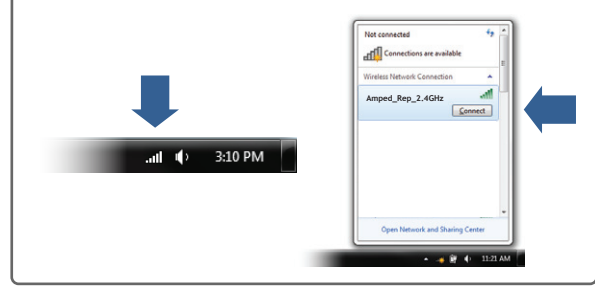 3:10 PM
Not connected
Connections are available
Wireless Network Connection
Amped_Rep_2.4GHz
Connect
Open Network and Sharing Center
11:21 AM